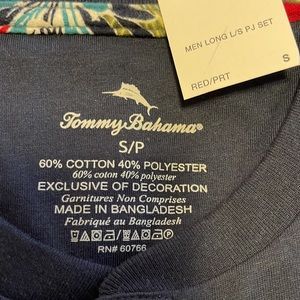 MEN LONG L/S PJ SET
RED/PRT
S
Tommy Bahama®
S/P
60% COTTON 40% POLYESTER
60% coton 40% polyester
EXCLUSIVE OF DECORATION
Garnitures Non Comprises
MADE IN BANGLADESH
Fabriqué au Bangladesh
RN# 60766